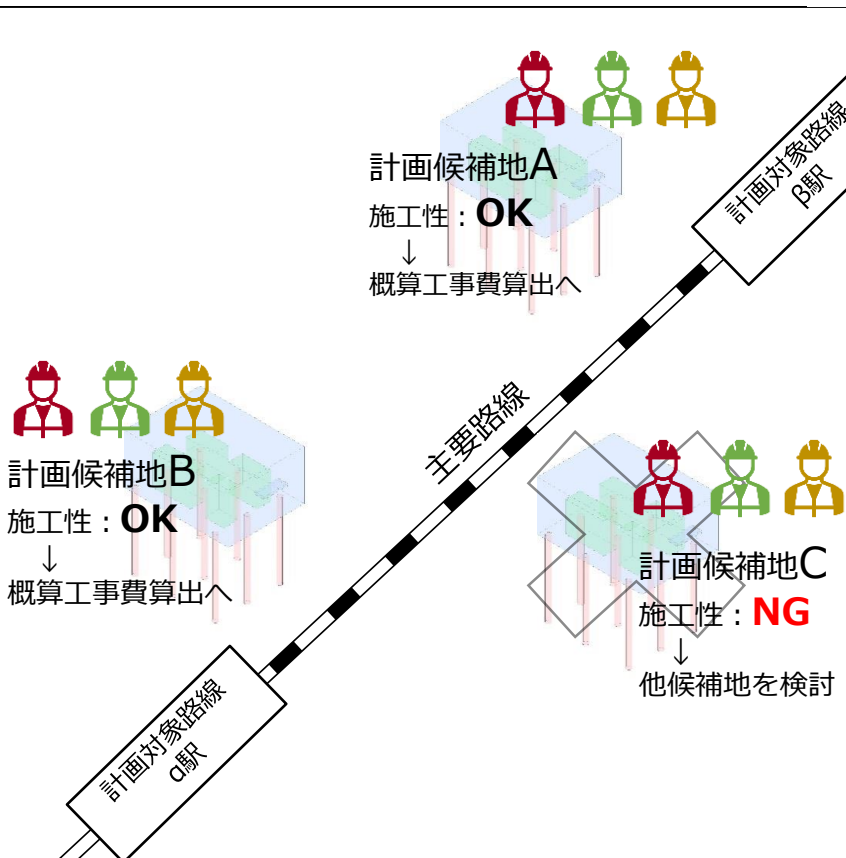 計画候補地A
施工性：OK
↓
概算工事費算出へ
計画対象路線
β駅
主要路線
計画候補地B
施工性：OK
↓
概算工事費算出へ
計画候補地C
施工性：NG
↓
他候補地を検討
計画対象路線
α駅